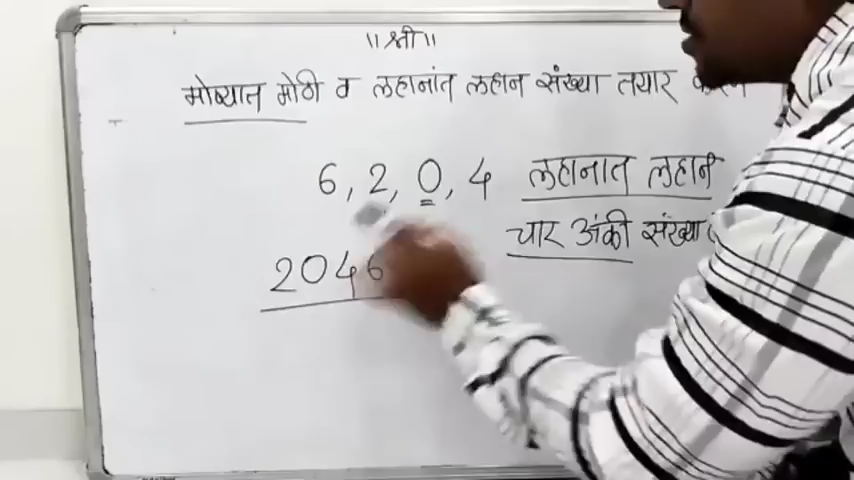 ॥ श्री ॥
मोठ्यात मोठी व लहानांत लहान संख्या तयार
6, 2, 0, 4 लहानात लहान
चार अंकी संख्या
2046